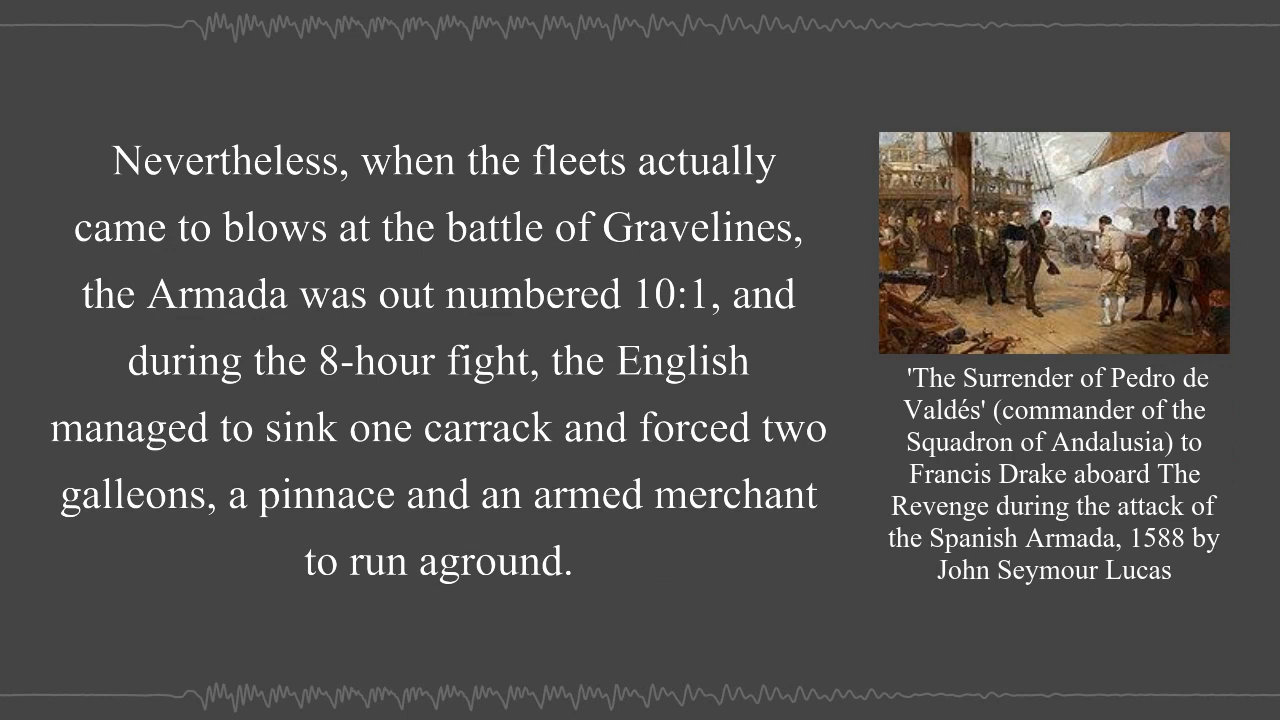 Nevertheless, when the fleets actually
came to blows at the battle of Gravelines,
the Armada was out numbered 10:1, and
during the 8-hour fight, the English
managed to sink one carrack and forced two
galleons, a pinnace and an armed merchant
to run aground.
'The Surrender of Pedro de
Valdés' (commander of the
Squadron of Andalusia) to
Francis Drake aboard The
Revenge during the attack of
the Spanish Armada, 1588 by
John Seymour Lucas